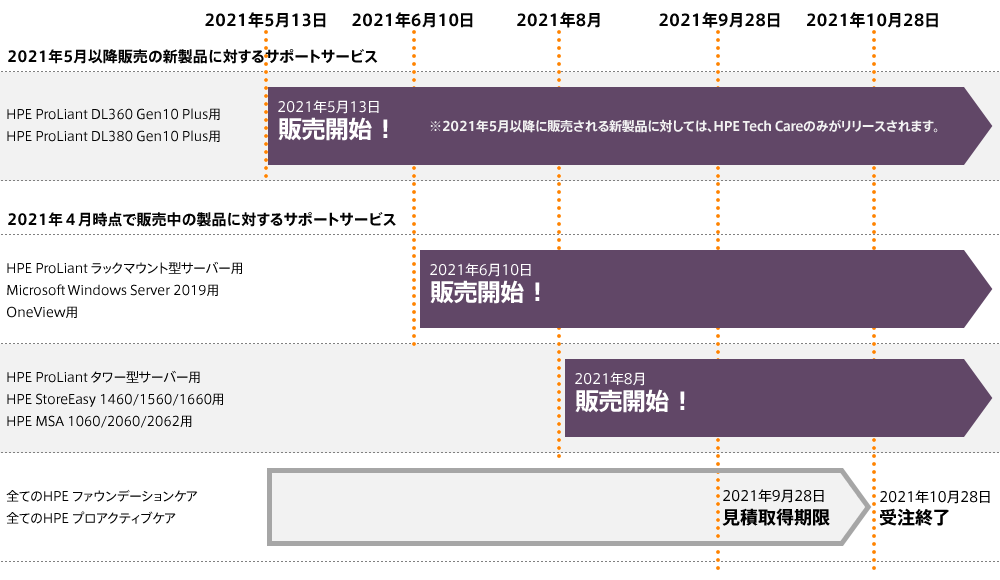 2021年5月13日
2021年6月10日
2021年8月
2021年9月28日
2021年10月28日
2021年5月以降販売の新製品に対するサポートサービス
HPE ProLiant DL360 Gen10 Plus用
HPE ProLiant DL380 Gen10 Plus用
2021年5月13日
販売開始！
※2021年5月以降に販売される新製品に対しては、HPE Tech Careのみがリリースされます。
2021年４月時点で販売中の製品に対するサポートサービス
HPE ProLiant ラックマウント型サーバー用
Microsoft Windows Server 2019用
OneView用
2021年6月10日
販売開始！
HPE ProLiant タワー型サーバー用
HPE StoreEasy 1460/1560/1660用
HPE MSA 1060/2060/2062用
2021年8月
販売開始！
全てのHPE ファウンデーションケア
全てのHPE プロアクティブケア
2021年9月28日
見積取得期限
2021年10月28日
受注終了